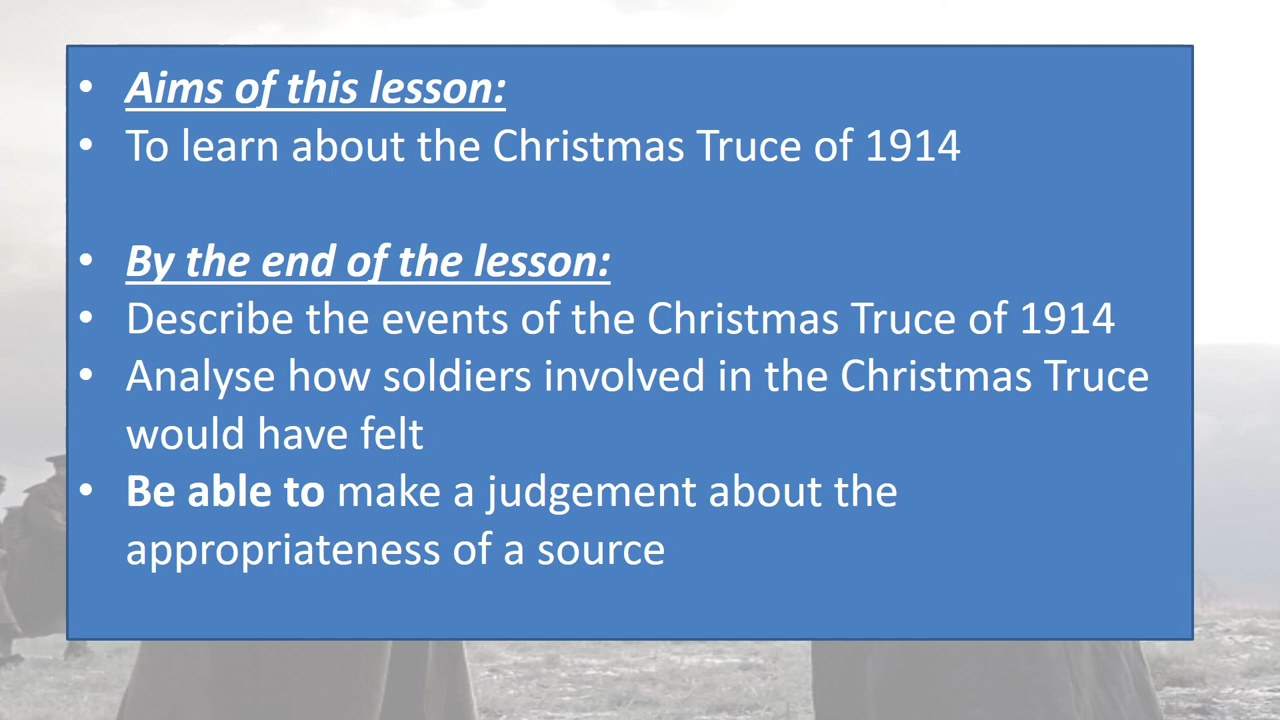 • Aims of this lesson:
• To learn about the Christmas Truce of 1914
• By the end of the lesson:
• Describe the events of the Christmas Truce of 1914
• Analyse how soldiers involved in the Christmas Truce
would have felt
• Be able to make a judgement about the
appropriateness of a source